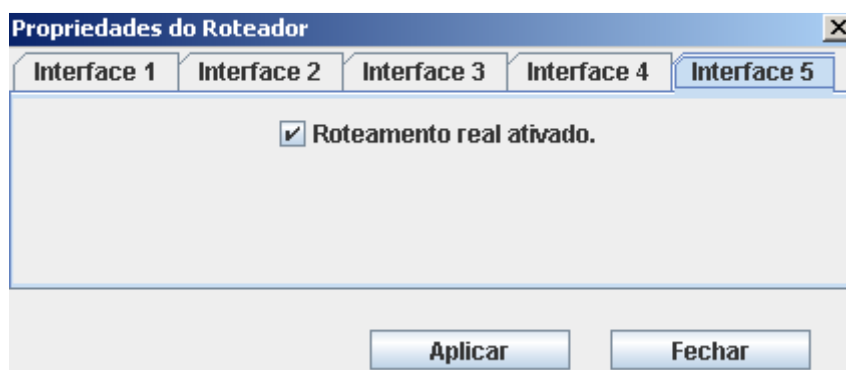 Propriedades do Roteador
Interface 1 Interface 2 Interface 3 Interface 4 Interface 5
Roteamento real ativado.
Aplicar Fechar